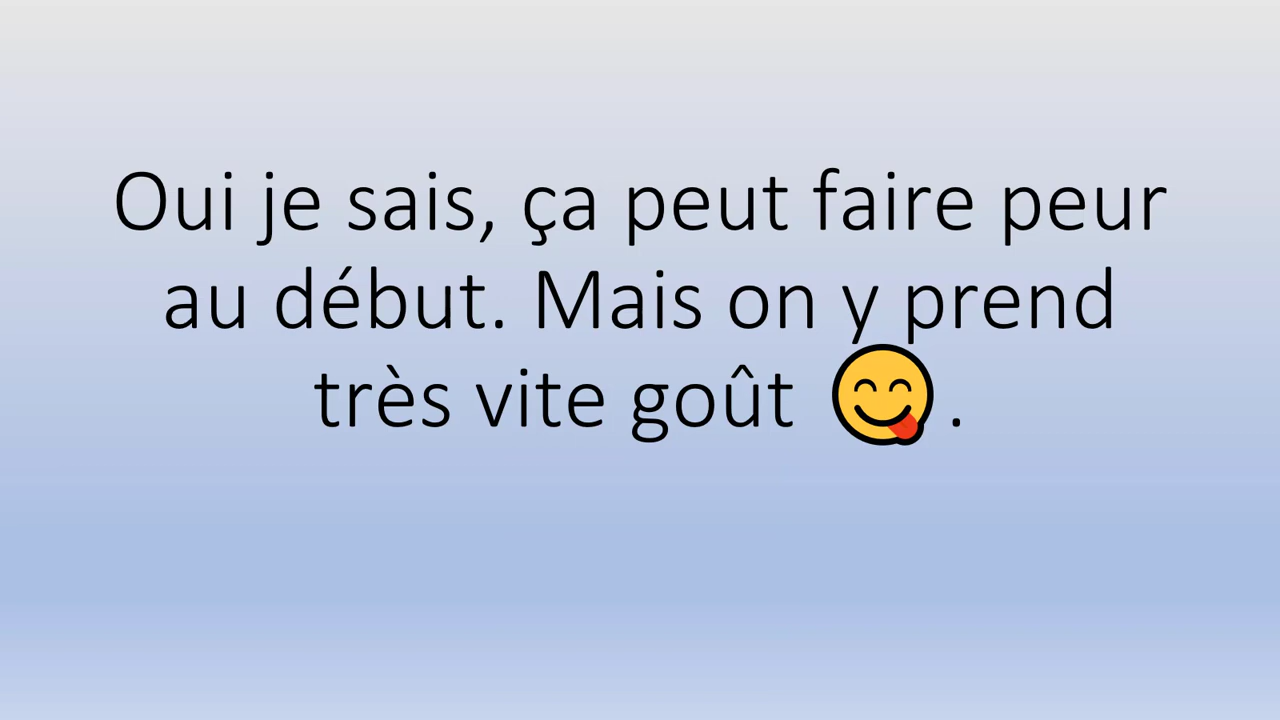 Oui je sais, ça peut faire peur
au début. Mais on y prend
très vite goût 😋.